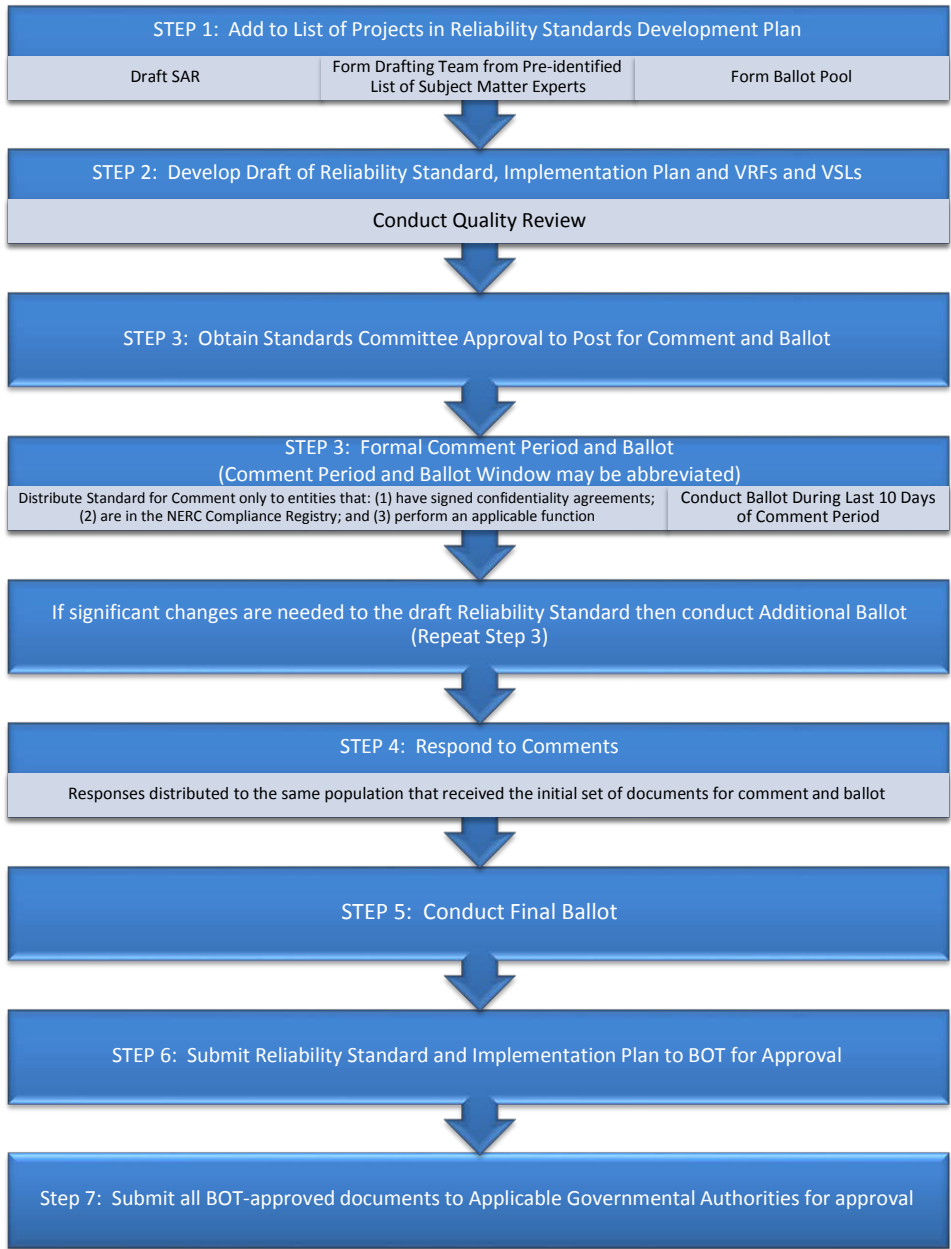 STEP 1: Add to List of Projects in Reliability Standards Development Plan
Draft SAR
Form Drafting Team from Pre-identified
List of Subject Matter Experts
Form Ballot Pool
STEP 2: Develop Draft of Reliability Standard, Implementation Plan and VRFs and VSLs
Conduct Quality Review
STEP 3: Obtain Standards Committee Approval to Post for Comment and Ballot
STEP 3: Formal Comment Period and Ballot
(Comment Period and Ballot Window may be abbreviated)
Distribute Standard for Comment only to entities that: (1) have signed confidentiality agreements;
(2) are in the NERC Compliance Registry; and (3) perform an applicable function
Conduct Ballot During Last 10 Days
of Comment Period
If significant changes are needed to the draft Reliability Standard then conduct Additional Ballot
(Repeat Step 3)
STEP 4: Respond to Comments
Responses distributed to the same population that received the initial set of documents for comment and ballot
STEP 5: Conduct Final Ballot
STEP 6: Submit Reliability Standard and Implementation Plan to BOT for Approval
Step 7: Submit all BOT-approved documents to Applicable Governmental Authorities for approval